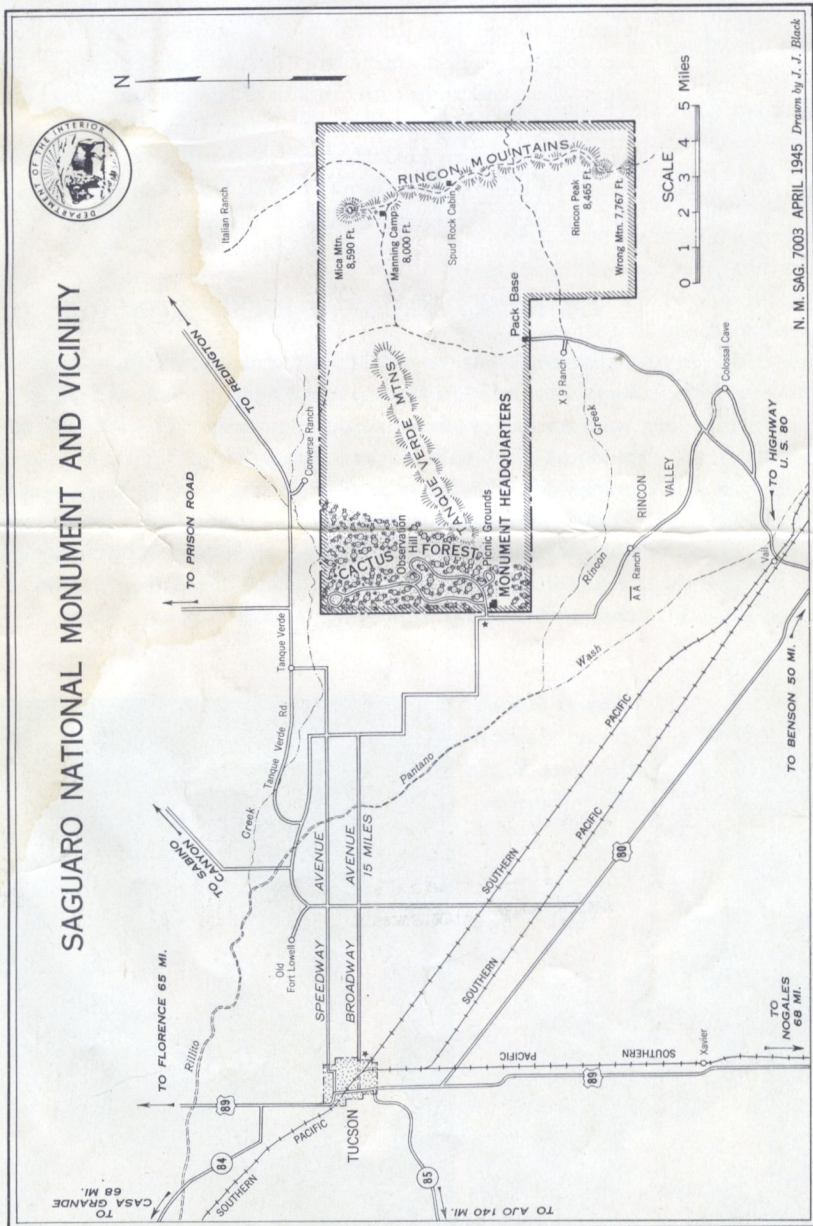 SAGUARO NATIONAL MONUMENT AND VICINITY
DEPARTMENT OF THE INTERIOR
N
TO CASA GRANDE 68 MI.
84
TO FLORENCE 65 MI.
89
Rillito
Creek
TO SABINO CANYON
TO PRISON ROAD
TO REDINGTON
Italian Ranch
Old Fort Lowell
Tanque Verde Rd.
Tanque Verde
Converse Ranch
SPEEDWAY AVENUE
BROADWAY AVENUE
15 MILES
Pantano
Wash
TUCSON
SOUTHERN PACIFIC
85
TO AJO 140 MI.
CACTUS FOREST
Observation Hill
TANQUE VERDE MTNS
Picnic Grounds
MONUMENT HEADQUARTERS
Mica Mtn. 8,590 Ft.
Manning Camp 8,000 Ft.
RINCON MOUNTAINS
Spud Rock Cabin
Rincon Peak 8,465 Ft.
Wrong Mtn. 7,767 Ft.
Pack Base
X 9 Ranch
Rincon
Creek
RINCON VALLEY
A A Ranch
Colossal Cave
TO HIGHWAY U. S. 80
Vail
SOUTHERN PACIFIC
SOUTHERN PACIFIC
80
TO BENSON 50 MI.
SOUTHERN PACIFIC
89
Xavier
TO NOGALES 68 MI.
SCALE
0 1 2 3 4 5 Miles
N. M. SAG. 7003 APRIL 1945 Drawn by J. J. Black